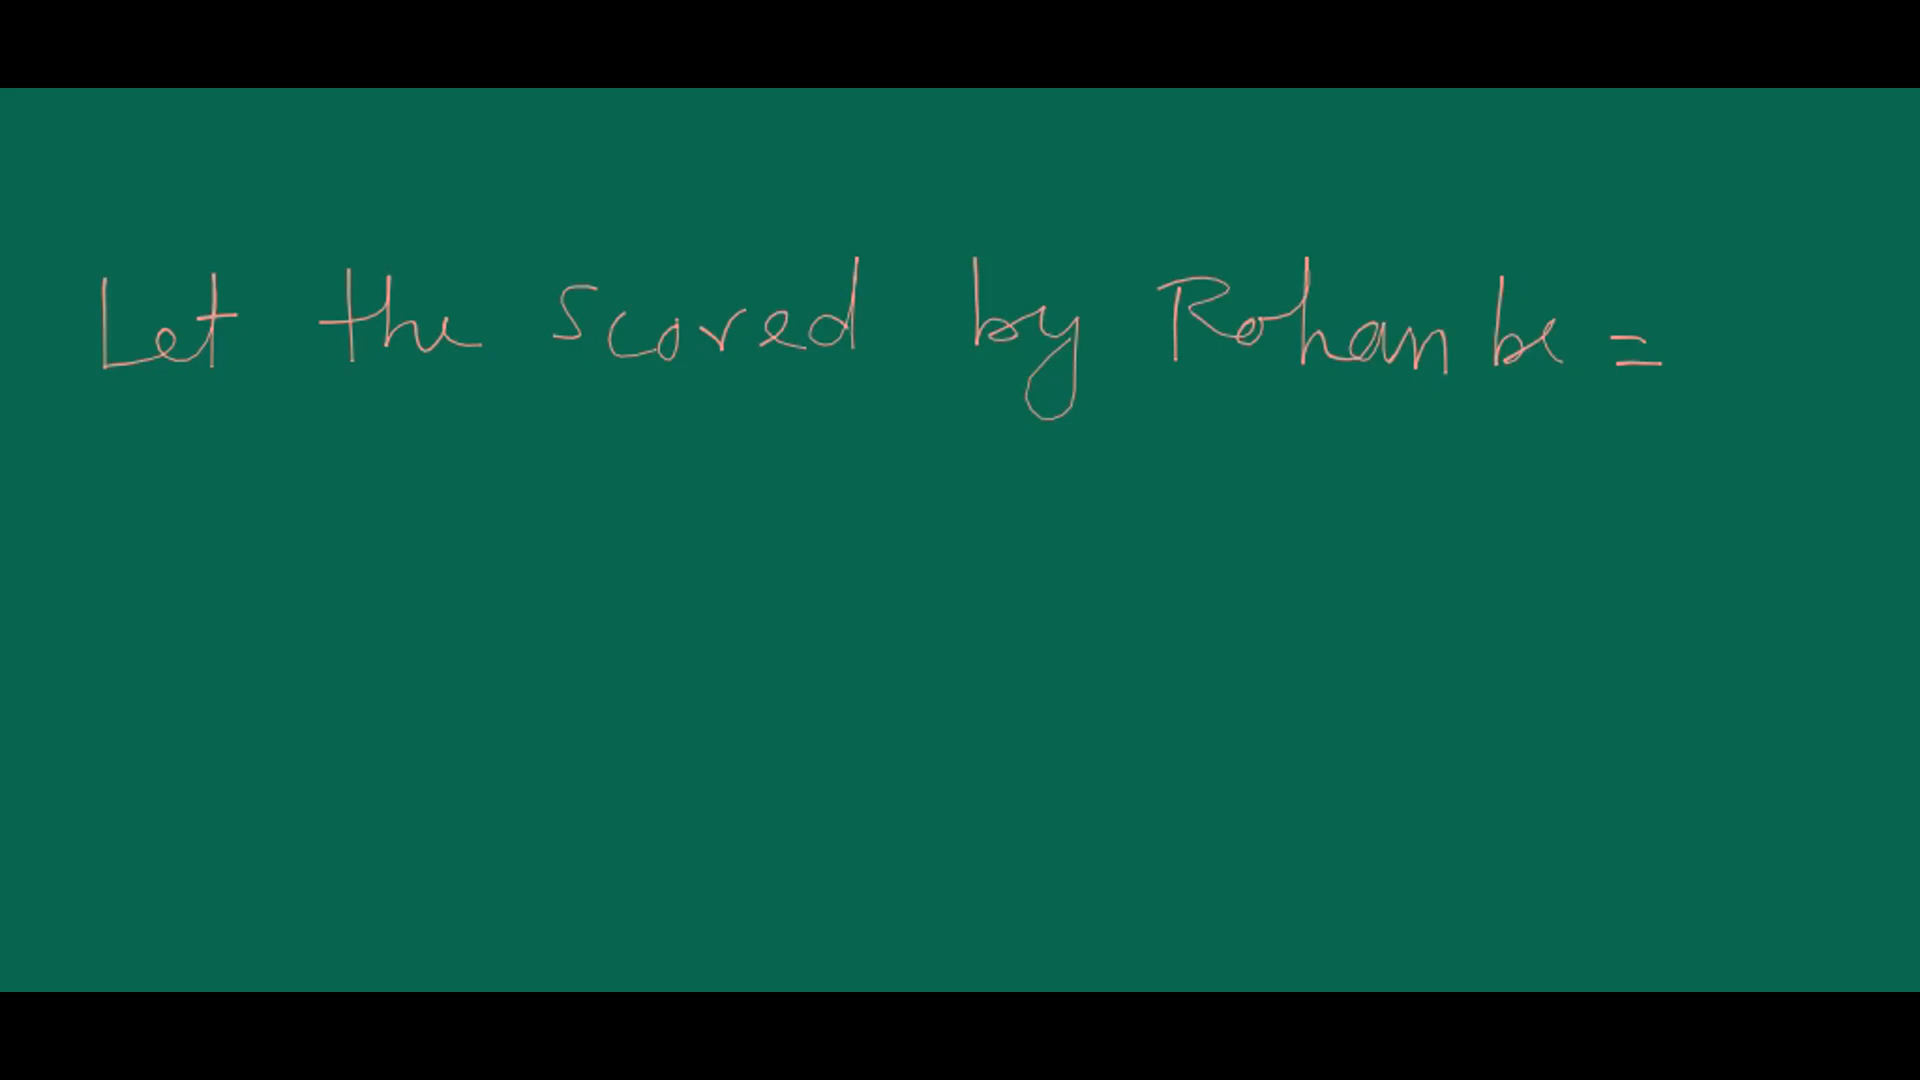 Let the scored by Rohan be =